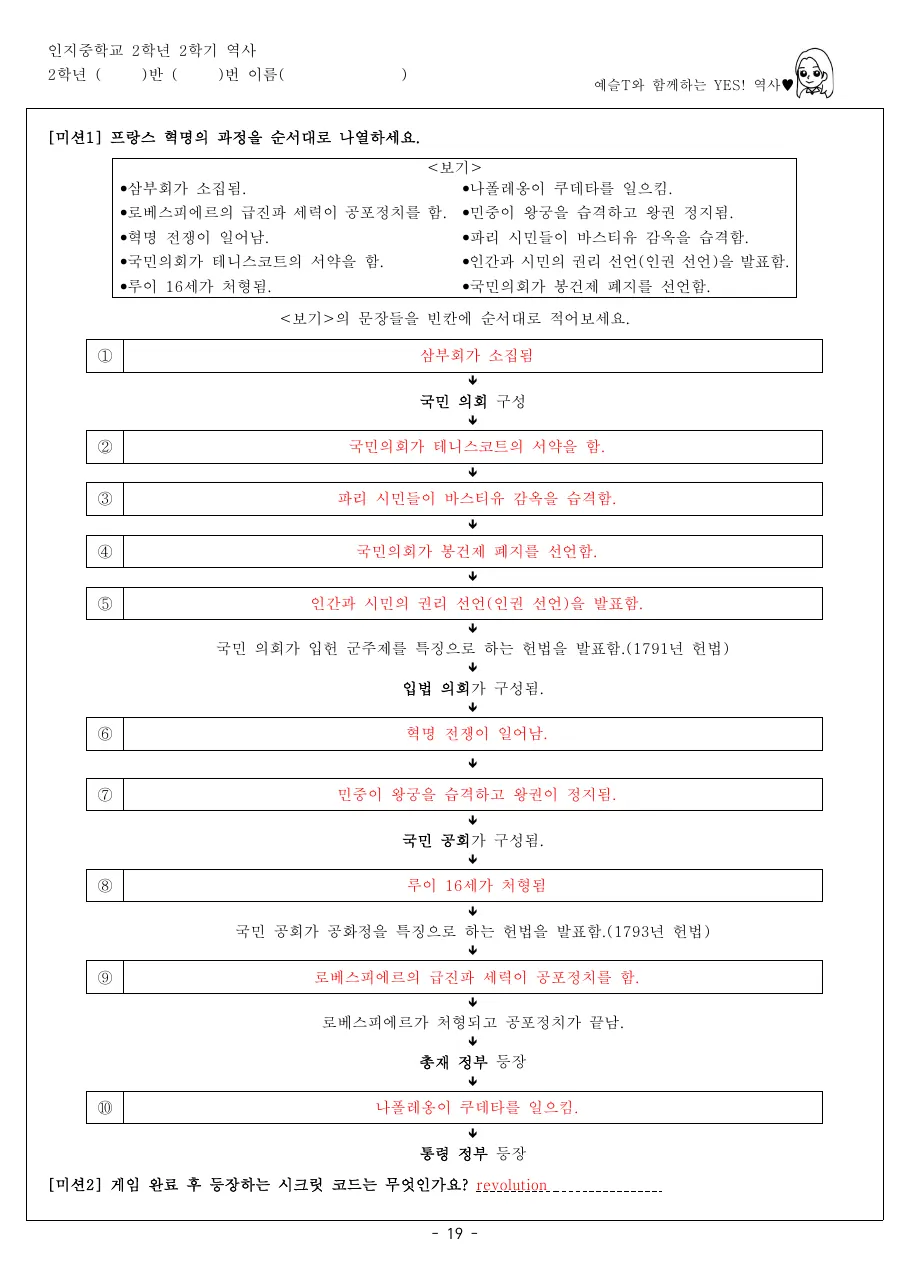 인지중학교 2학년 2학기 역사
2학년 (    )반 (    )번 이름(            )
예슬T와 함께하는 YES! 역사♥
[미션1] 프랑스 혁명의 과정을 순서대로 나열하세요.
<보기>
●삼부회가 소집됨. ●나폴레옹이 쿠데타를 일으킴.
●로베스피에르의 급진파 세력이 공포정치를 함. ●민중이 왕궁을 습격하고 왕권 정지됨.
●혁명 전쟁이 일어남. ●파리 시민들이 바스티유 감옥을 습격함.
●국민의회가 테니스코트의 서약을 함. ●인간과 시민의 권리 선언(인권 선언)을 발표함.
●루이 16세가 처형됨. ●국민의회가 봉건제 폐지를 선언함.
<보기>의 문장들을 빈칸에 순서대로 적어보세요.
① 삼부회가 소집됨
🡻
국민 의회 구성
🡻
② 국민의회가 테니스코트의 서약을 함.
🡻
③ 파리 시민들이 바스티유 감옥을 습격함.
🡻
④ 국민의회가 봉건제 폐지를 선언함.
🡻
⑤ 인간과 시민의 권리 선언(인권 선언)을 발표함.
🡻
국민 의회가 입헌 군주제를 특징으로 하는 헌법을 발표함.(1791년 헌법)
🡻
입법 의회가 구성됨.
🡻
⑥ 혁명 전쟁이 일어남.
🡻
⑦ 민중이 왕궁을 습격하고 왕권이 정지됨.
🡻
국민 공회가 구성됨.
🡻
⑧ 루이 16세가 처형됨
🡻
국민 공회가 공화정을 특징으로 하는 헌법을 발표함.(1793년 헌법)
🡻
⑨ 로베스피에르의 급진파 세력이 공포정치를 함.
🡻
로베스피에르가 처형되고 공포정치가 끝남.
🡻
총재 정부 등장
🡻
⑩ 나폴레옹이 쿠데타를 일으킴.
🡻
통령 정부 등장
[미션2] 게임 완료 후 등장하는 시크릿 코드는 무엇인가요? revolution
- 19 -